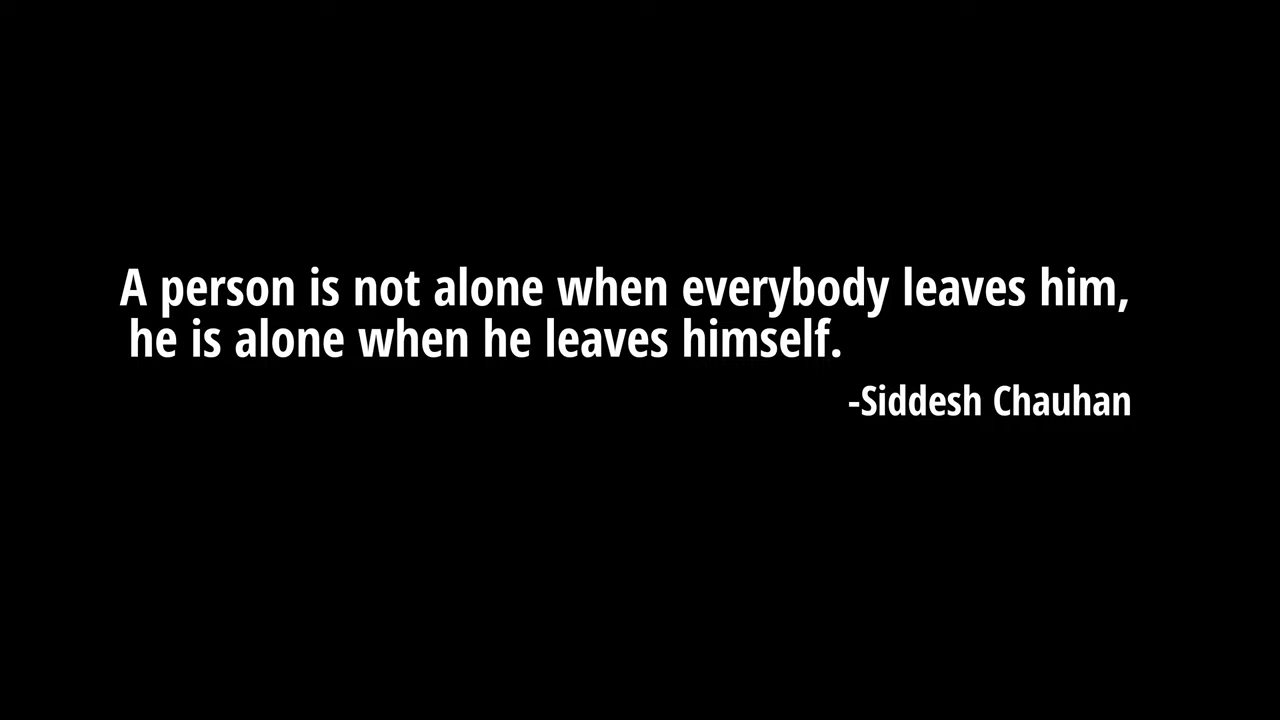 A person is not alone when everybody leaves him,
he is alone when he leaves himself.
-Siddesh Chauhan